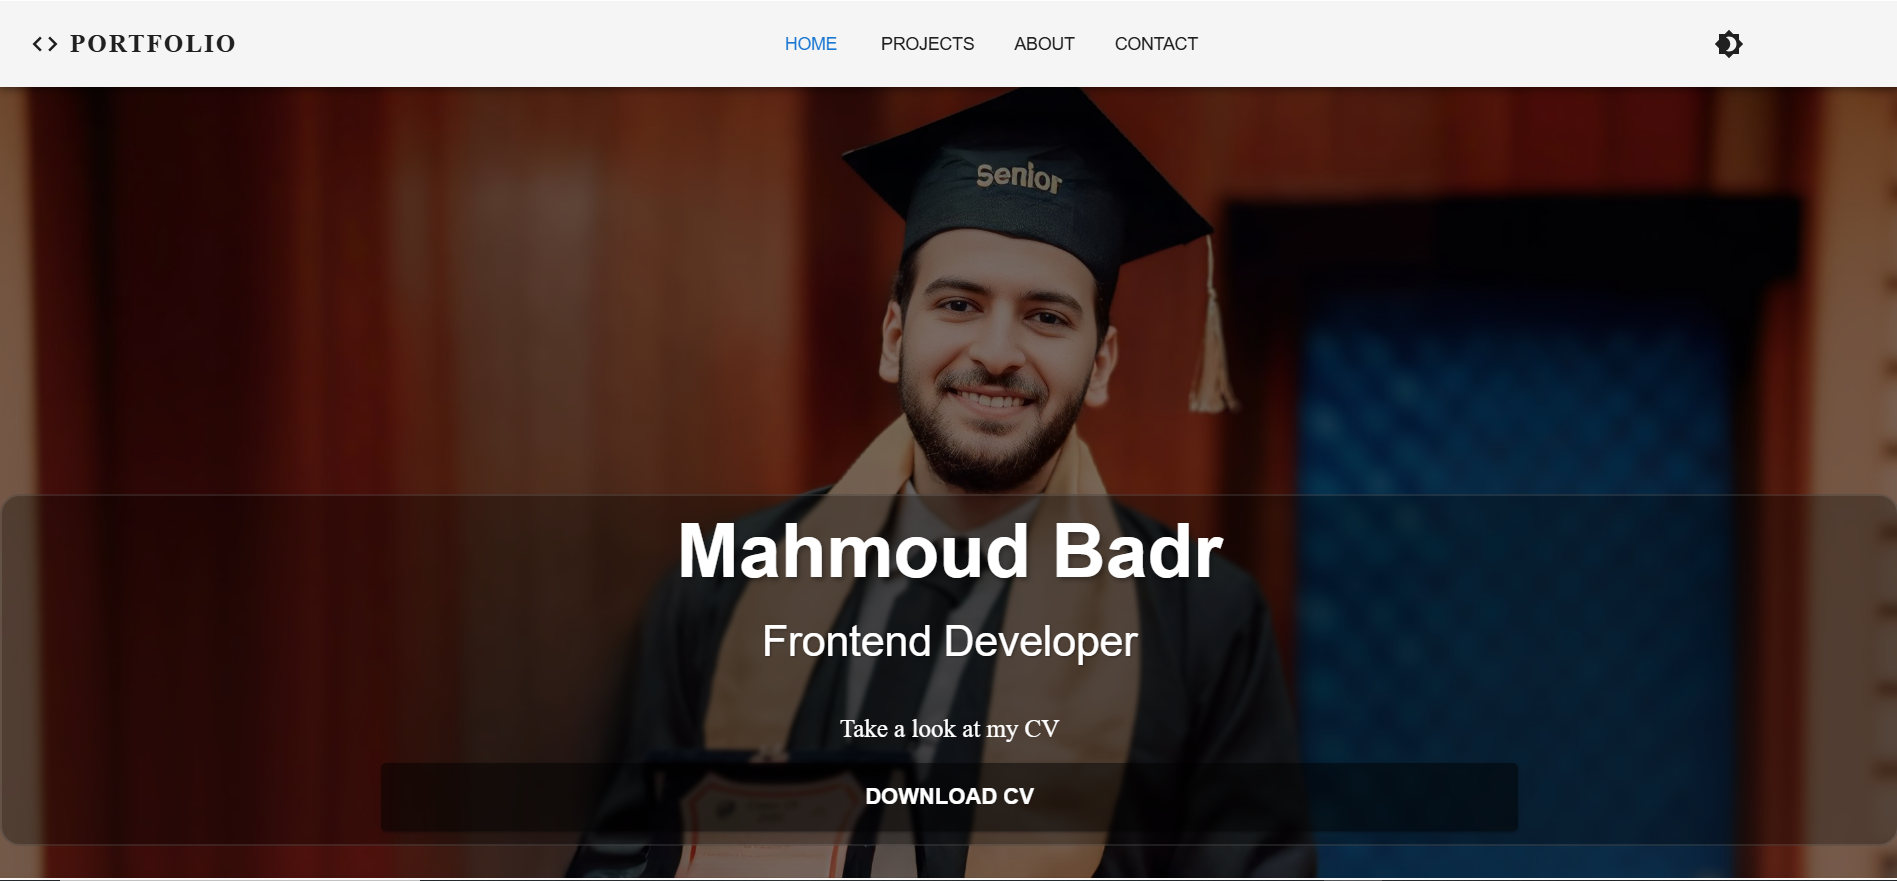 <> PORTFOLIO
HOME PROJECTS ABOUT CONTACT
Senior
Mahmoud Badr
Frontend Developer
Take a look at my CV
DOWNLOAD CV